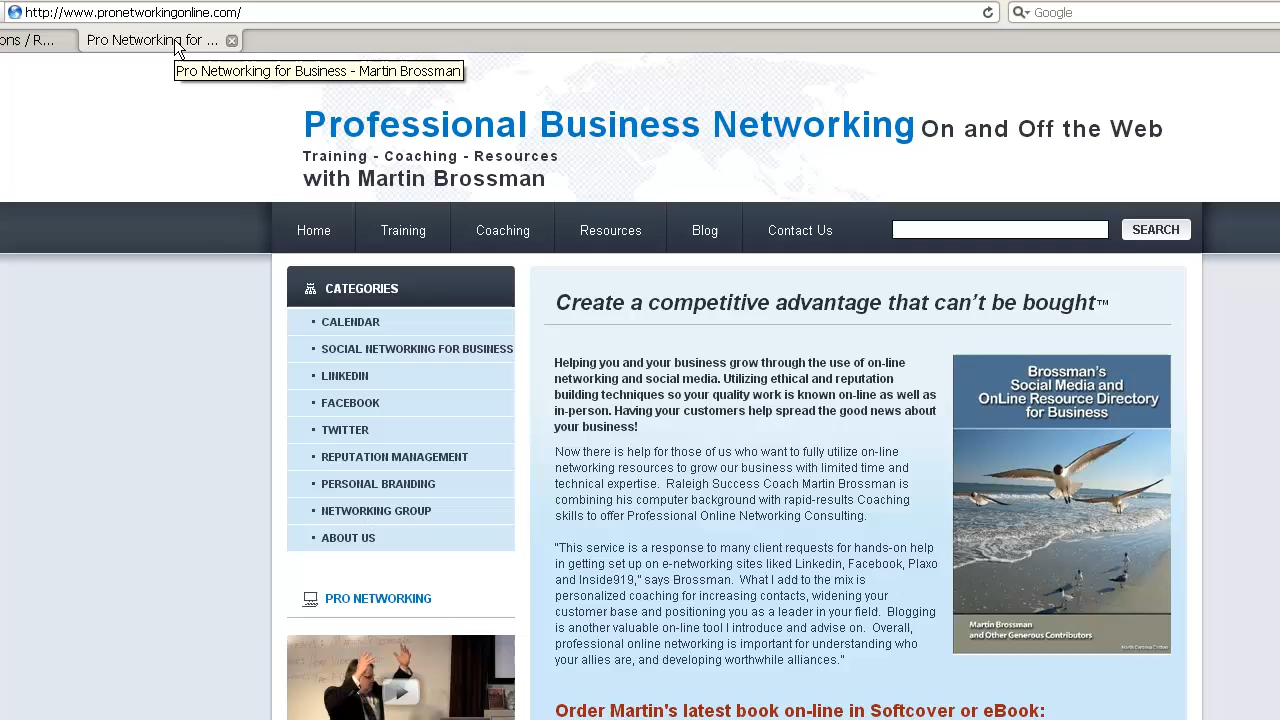 http://www.pronetworkingonline.com/
Google
ons / R...
Pro Networking for ...
Pro Networking for Business - Martin Brossman
Professional Business Networking On and Off the Web
Training - Coaching - Resources
with Martin Brossman
Home
Training
Coaching
Resources
Blog
Contact Us
SEARCH
CATEGORIES
CALENDAR
SOCIAL NETWORKING FOR BUSINESS
LINKEDIN
FACEBOOK
TWITTER
REPUTATION MANAGEMENT
PERSONAL BRANDING
NETWORKING GROUP
ABOUT US
PRO NETWORKING
Create a competitive advantage that can't be bought™
Helping you and your business grow through the use of on-line
networking and social media. Utilizing ethical and reputation
building techniques so your quality work is known on-line as well as
in-person. Having your customers help spread the good news about
your business!
Now there is help for those of us who want to fully utilize on-line
networking resources to grow our business with limited time and
technical expertise. Raleigh Success Coach Martin Brossman is
combining his computer background with rapid-results Coaching
skills to offer Professional Online Networking Consulting.
"This service is a response to many client requests for hands-on help
in getting set up on e-networking sites liked Linkedin, Facebook, Plaxo
and Inside919," says Brossman. What I add to the mix is
personalized coaching for increasing contacts, widening your
customer base and positioning you as a leader in your field. Blogging
is another valuable on-line tool I introduce and advise on. Overall,
professional online networking is important for understanding who
your allies are, and developing worthwhile alliances."
Brossman's
Social Media and
OnLine Resource Directory
for Business
Martin Brossman
and Other Generous Contributors
North Carolina Edition
Order Martin's latest book on-line in Softcover or eBook: